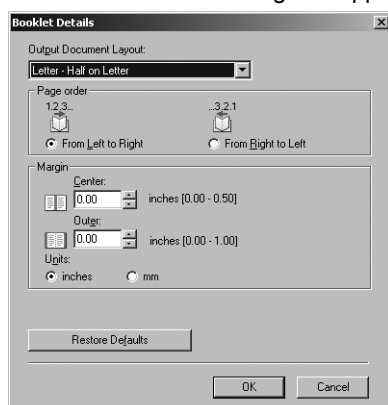 Booklet Details
Output Document Layout:
Letter - Half on Letter
Page order
1.2.3... ...3.2.1
From Left to Right From Right to Left
Margin
Center:
0.00 inches [0.00 - 0.50]
Outer:
0.00 inches [0.00 - 1.00]
Units:
inches mm
Restore Defaults
OK Cancel